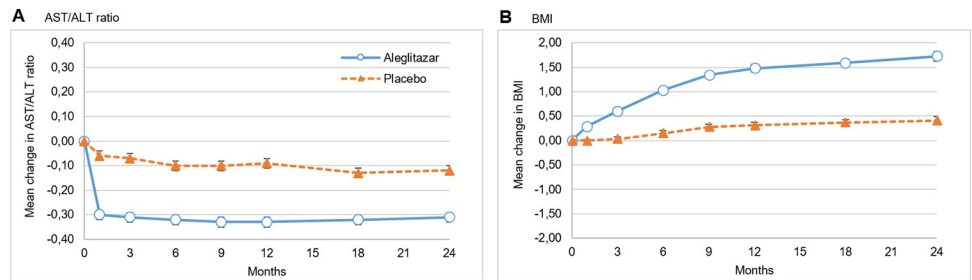 A AST/ALT ratio
0,40
0,30
0,20
0,10
0,00
-0,10
-0,20
-0,30
-0,40
Mean change in AST/ALT ratio
Aleglitazar
Placebo
0 3 6 9 12 15 18 21 24
Months
B BMI
2,00
1,50
1,00
0,50
0,00
-0,50
-1,00
-1,50
-2,00
Mean change in BMI
0 3 6 9 12 15 18 21 24
Months